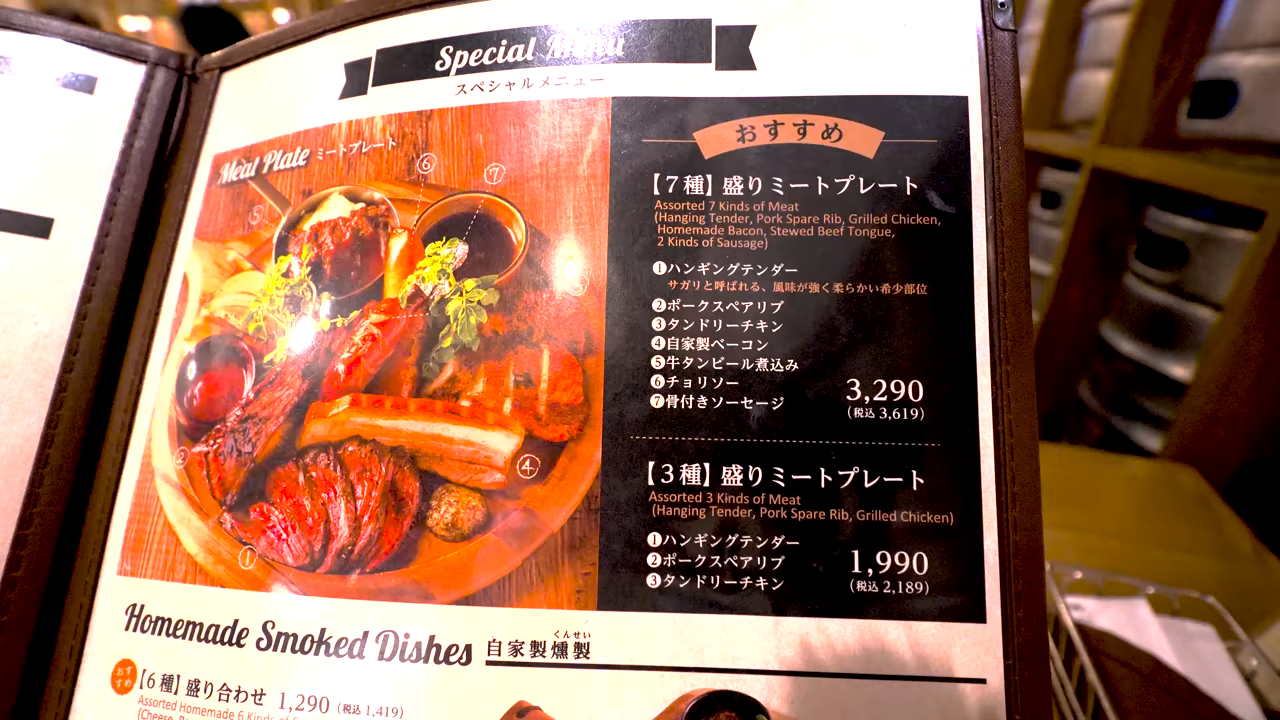 Special Menu
スペシャルメニュー
Meat Plate ミートプレート
⑤
⑥
⑦
③
②
④
①
おすすめ
【7種】盛りミートプレート
Assorted 7 Kinds of Meat
(Hanging Tender, Pork Spare Rib, Grilled Chicken,
Homemade Bacon, Stewed Beef Tongue,
2 Kinds of Sausage)
❶ハンギングテンダー
サガリと呼ばれる、風味が強く柔らかい希少部位
❷ポークスペアリブ
❸タンドリーチキン
❹自家製ベーコン
❺牛タンビール煮込み
❻チョリソー
❼骨付きソーセージ
3,290
(税込 3,619)
【3種】盛りミートプレート
Assorted 3 Kinds of Meat
(Hanging Tender, Pork Spare Rib, Grilled Chicken)
❶ハンギングテンダー
❷ポークスペアリブ
❸タンドリーチキン
1,990
(税込 2,189)
Homemade Smoked Dishes 自家製燻製
くんせい
おすすめ
【6種】盛り合わせ 1,290 (税込 1,419)
Assorted Homemade 6 Kinds of
(Cheese,